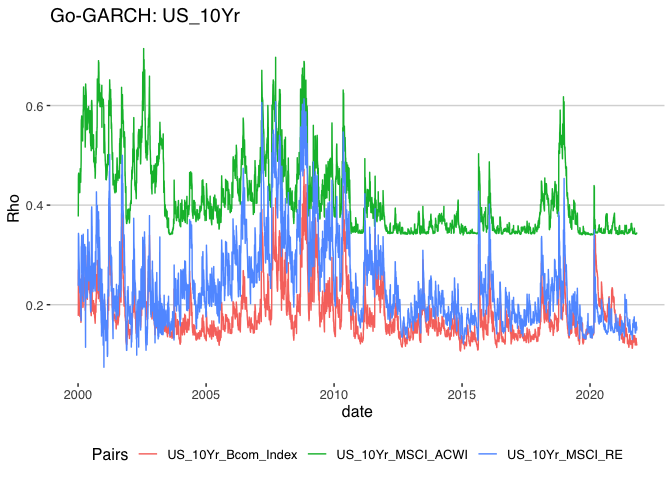 Go-GARCH: US_10Yr
Rho
0.6
0.4
0.2
2000 2005 2010 2015 2020
date
Pairs US_10Yr_Bcom_Index US_10Yr_MSCI_ACWI US_10Yr_MSCI_RE